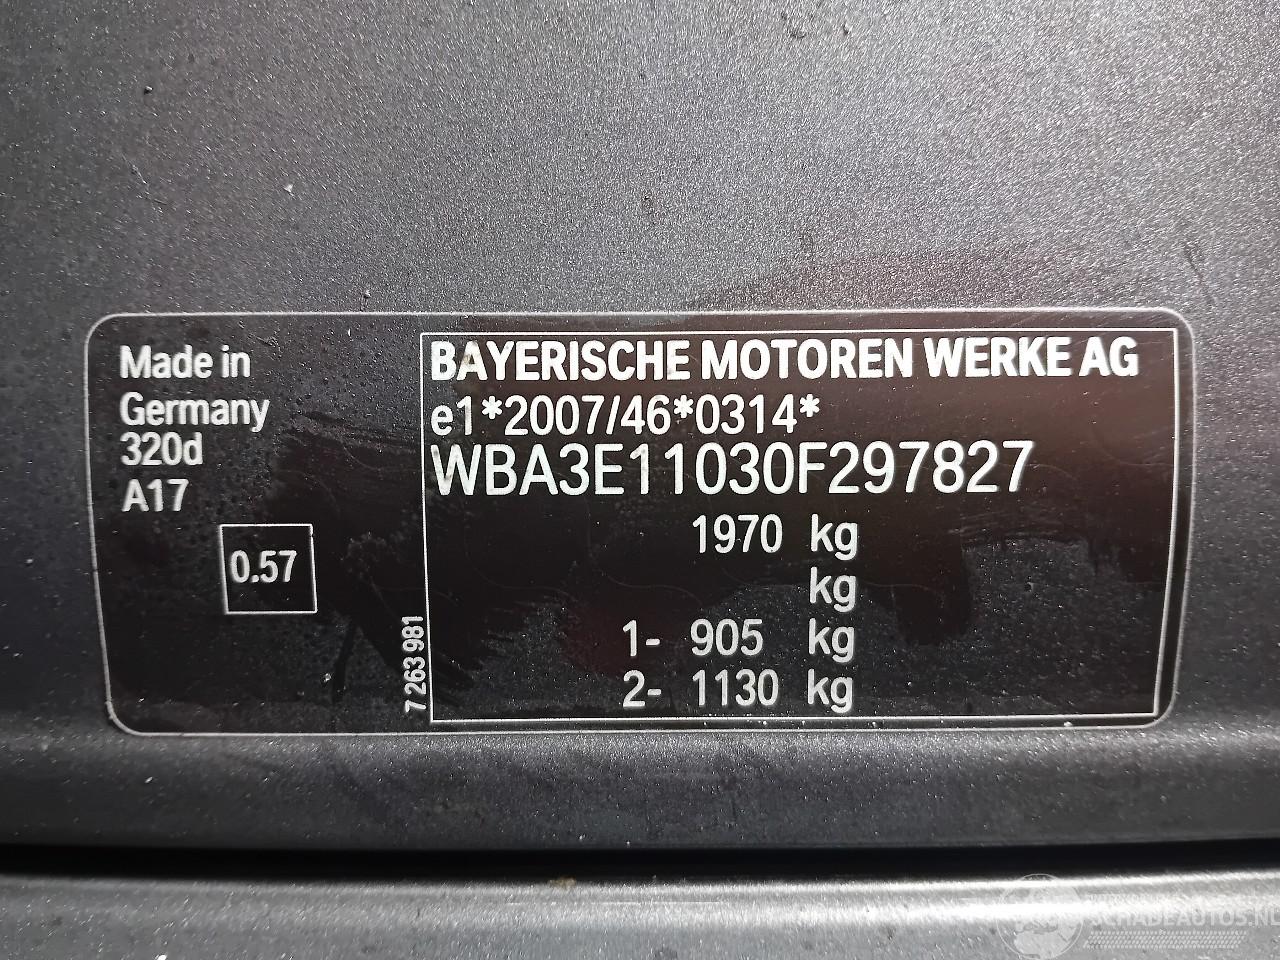 Made in
Germany
320d
A17
0.57
7 263 981
BAYERISCHE MOTOREN WERKE AG
e1*2007/46*0314*
WBA3E11030F297827
1970 kg
kg
1- 905 kg
2- 1130 kg
SCHADEAUTOS.NL